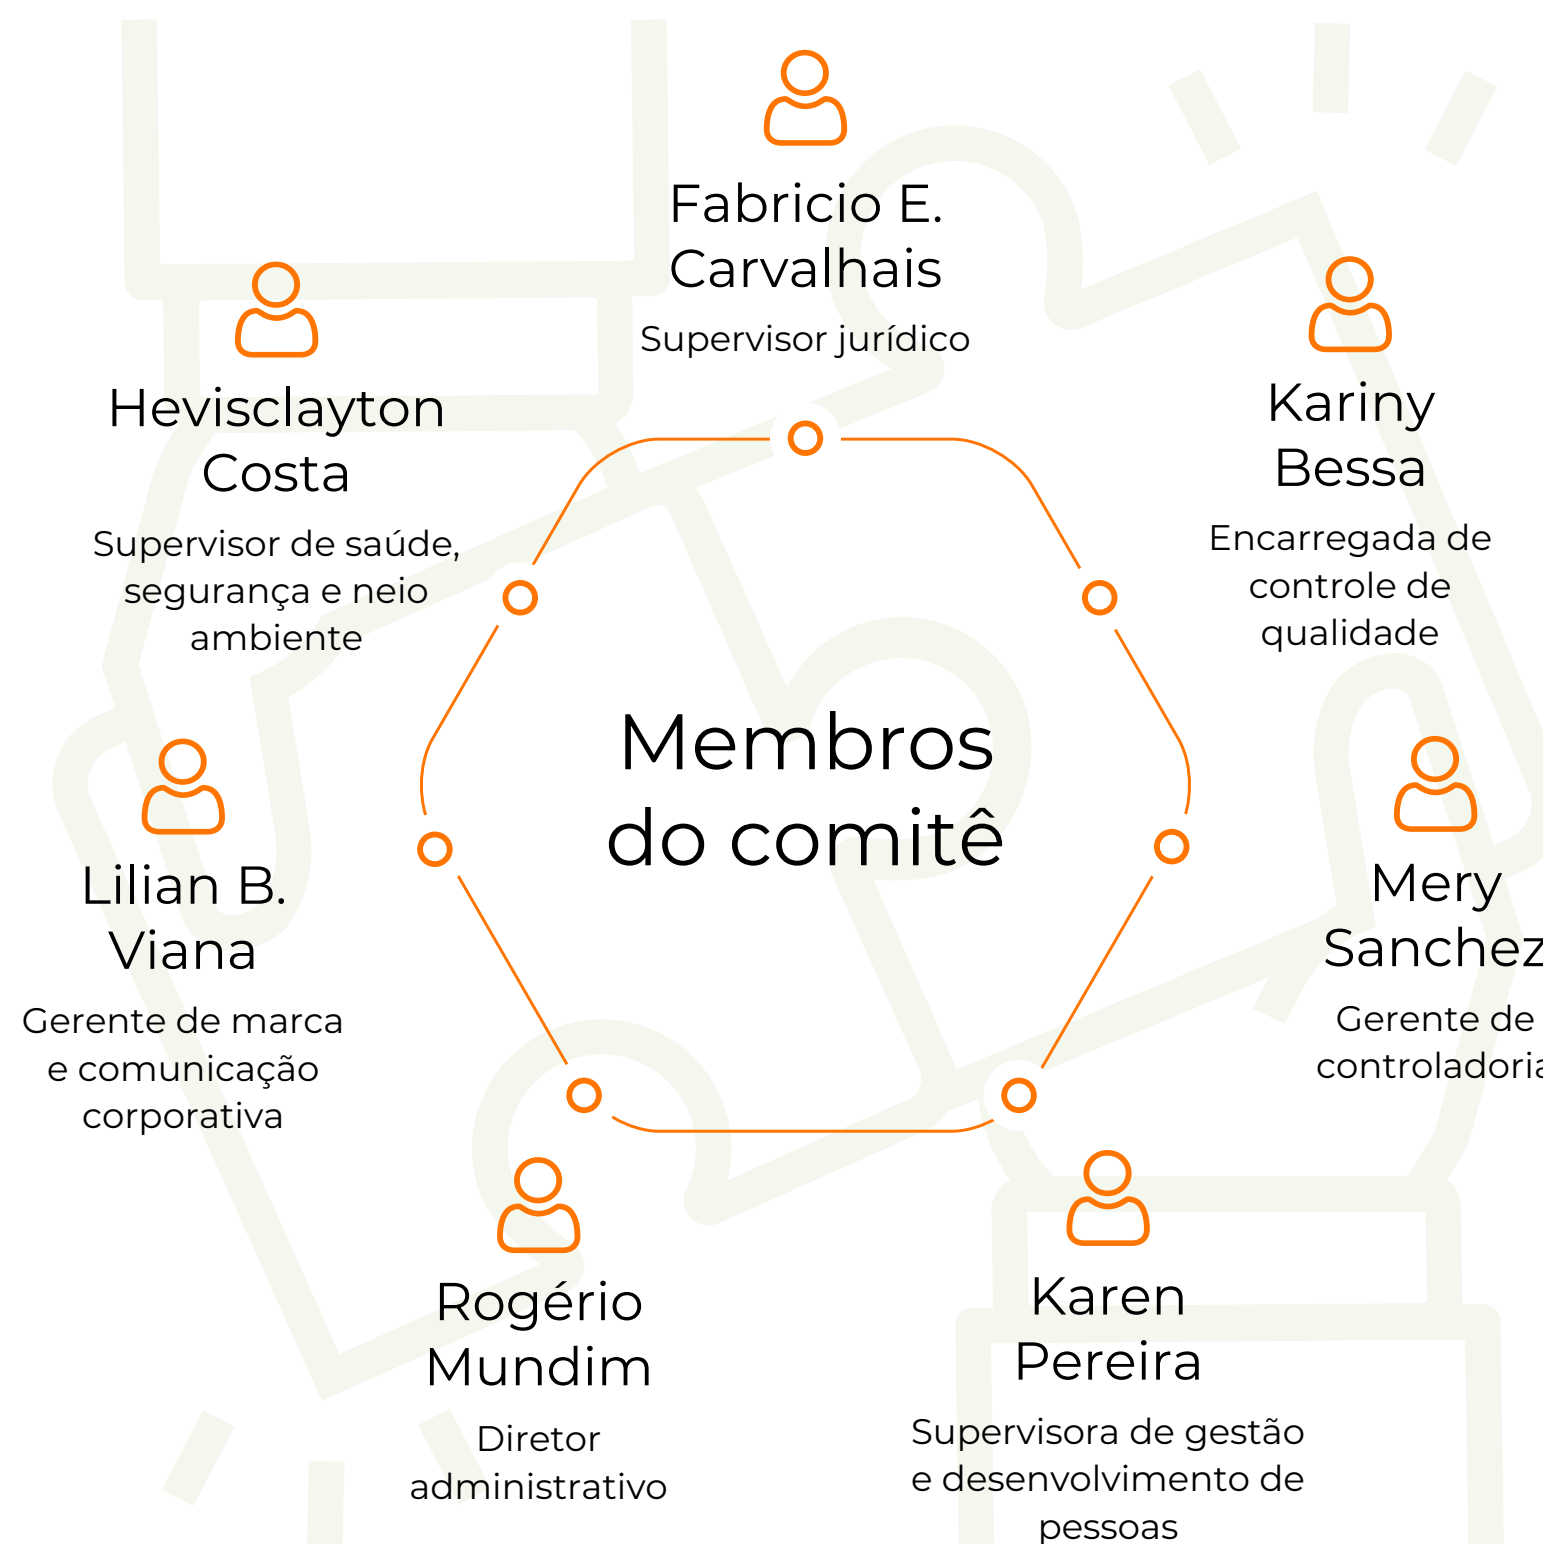 Fabricio E.
Carvalhais
Supervisor jurídico
Hevisclayton
Costa
Supervisor de saúde,
segurança e neio
ambiente
Kariny
Bessa
Encarregada de
controle de
qualidade
Membros
do comitê
Lilian B.
Viana
Gerente de marca
e comunicação
corporativa
Mery
Sanchez
Gerente de
controladoria
Rogério
Mundim
Diretor
administrativo
Karen
Pereira
Supervisora de gestão
e desenvolvimento de
pessoas